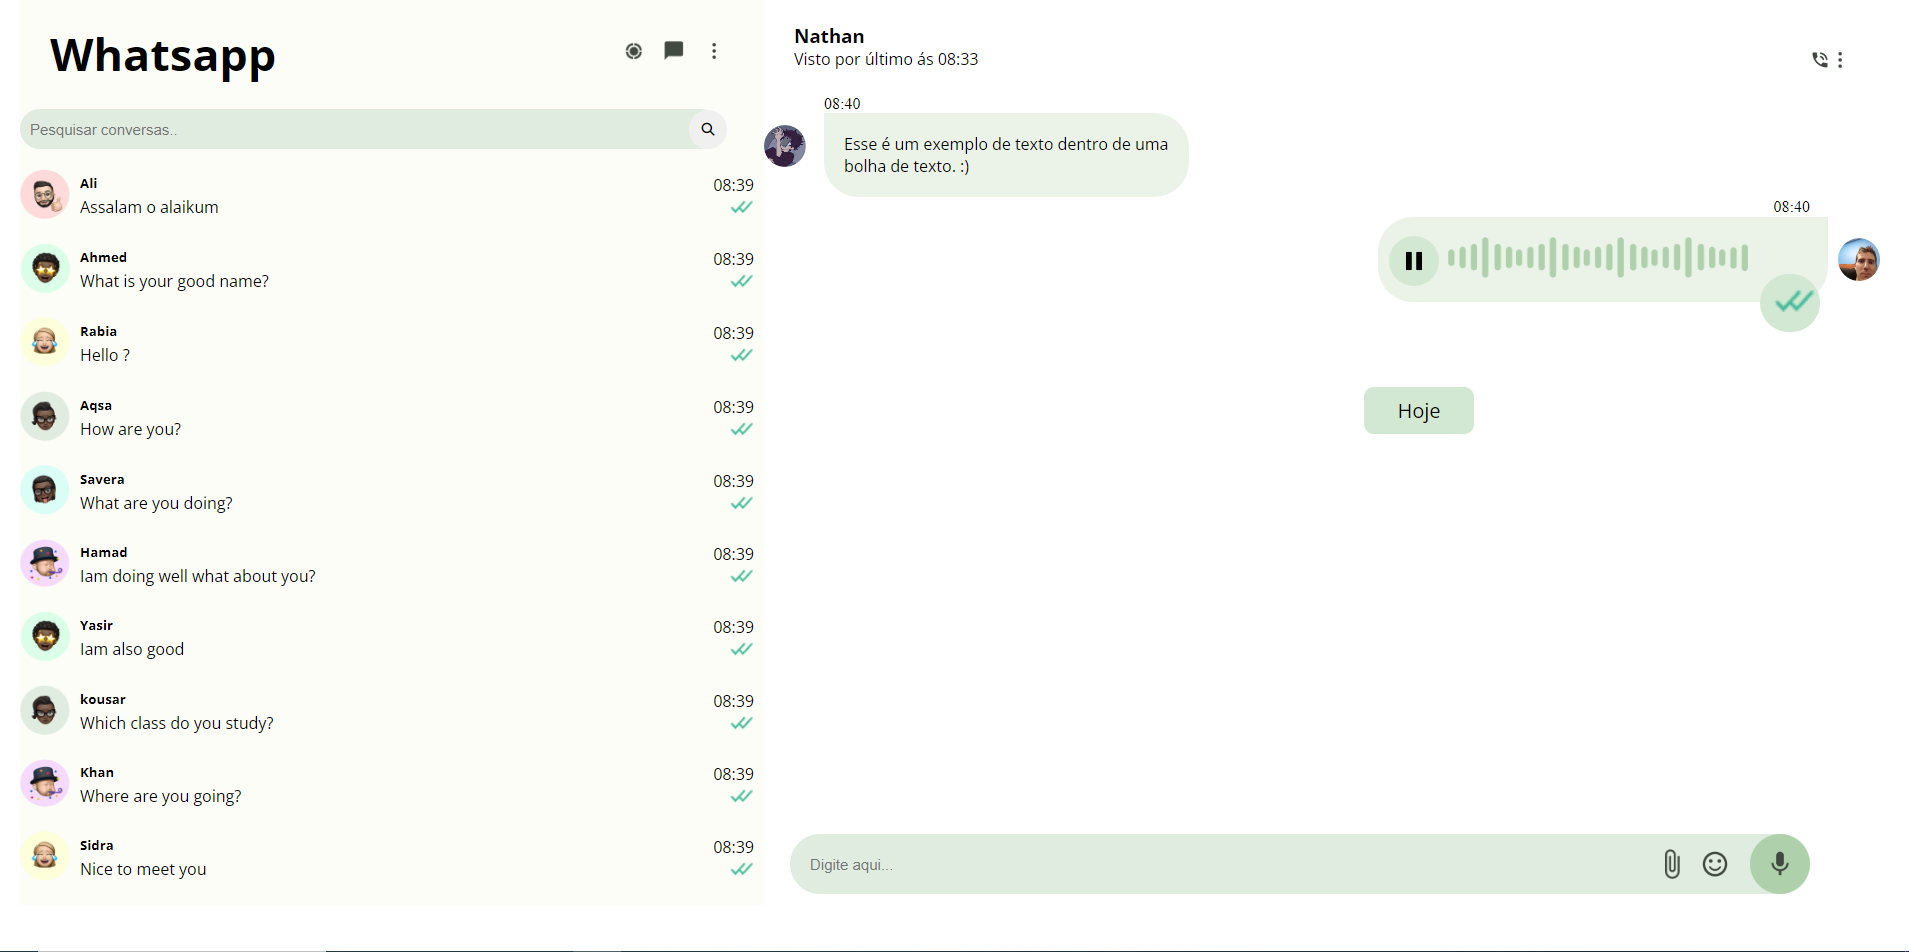 Whatsapp
Pesquisar conversas..
Ali
08:39
Assalam o alaikum
Ahmed
08:39
What is your good name?
Rabia
08:39
Hello ?
Aqsa
08:39
How are you?
Savera
08:39
What are you doing?
Hamad
08:39
Iam doing well what about you?
Yasir
08:39
Iam also good
kousar
08:39
Which class do you study?
Khan
08:39
Where are you going?
Sidra
08:39
Nice to meet you
Nathan
Visto por último ás 08:33
08:40
Esse é um exemplo de texto dentro de uma
bolha de texto. :)
08:40
Hoje
Digite aqui...